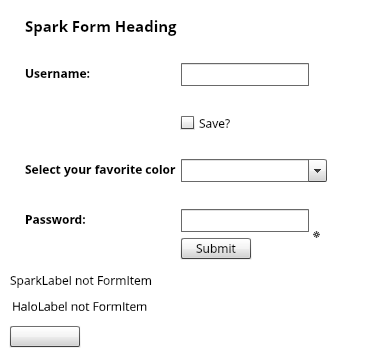 Spark Form Heading
Username:
Save?
Select your favorite color
Password:
Submit
SparkLabel not FormItem
HaloLabel not FormItem